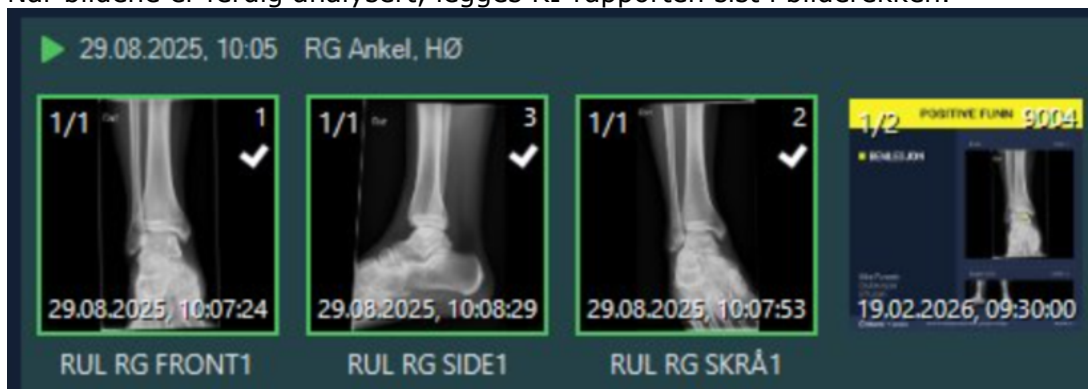 Når bildene er ferdig analysert, legges KI-rapporten sist i bilderekken.
29.08.2025, 10:05 RG Ankel, HØ
1/1 1
29.08.2025, 10:07:24
RUL RG FRONT1
1/1 3
29.08.2025, 10:08:29
RUL RG SIDE1
1/1 2
29.08.2025, 10:07:53
RUL RG SKRÅ1
POSITIVE FUNN
1/2 9004
BENLESJON
19.02.2026, 09:30:00